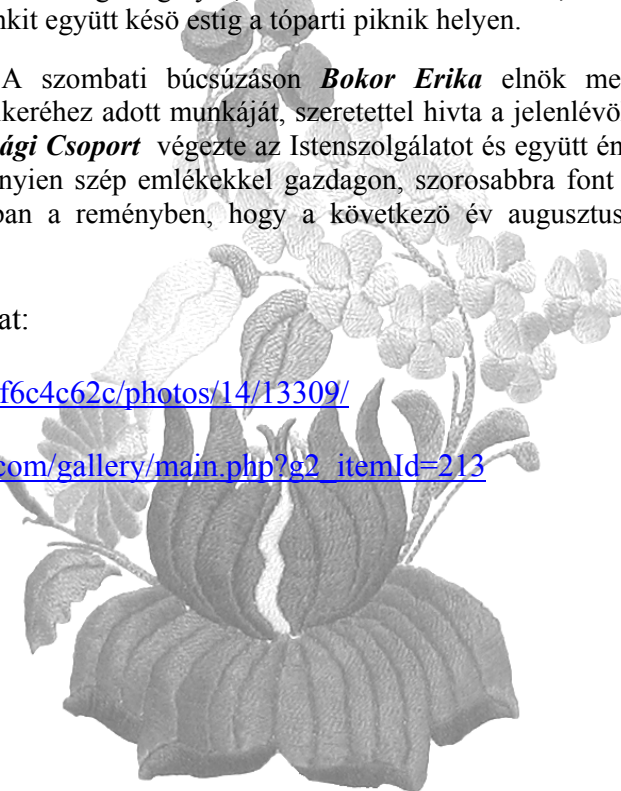 nkit együtt késö estig a tóparti piknik helyen.
A szombati búcsúzáson Bokor Erika elnök me
keréhez adott munkáját, szeretettel hivta a jelenlévö
ági Csoport végezte az Istenszolgálatot és együtt én
nyien szép emlékekkel gazdagon, szorosabbra font
ban a reményben, hogy a következö év augusztus
at:
f6c4c62c/photos/14/13309/
com/gallery/main.php?g2_itemId=213